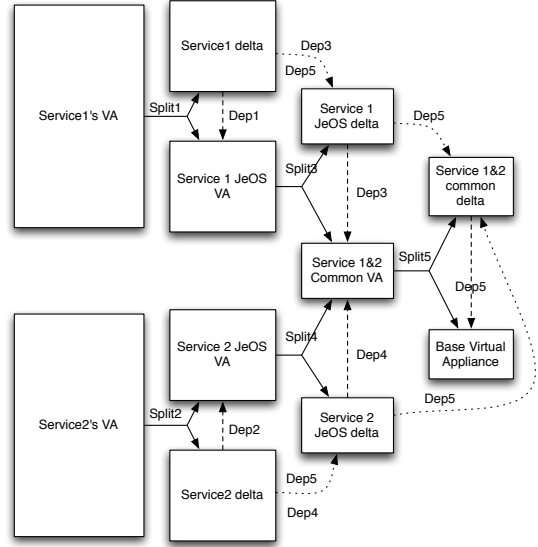 Service1 delta
Dep3
Dep5
Service1's VA
Split1
Dep1
Service 1
JeOS delta
Dep5
Service 1 JeOS
VA
Split3
Dep3
Service 1&2
common
delta
Service 1&2
Common VA
Split5
Dep5
Service 2 JeOS
VA
Split4
Dep4
Base Virtual
Appliance
Service2's VA
Split2
Dep2
Service 2
JeOS delta
Dep5
Service2 delta
Dep5
Dep4